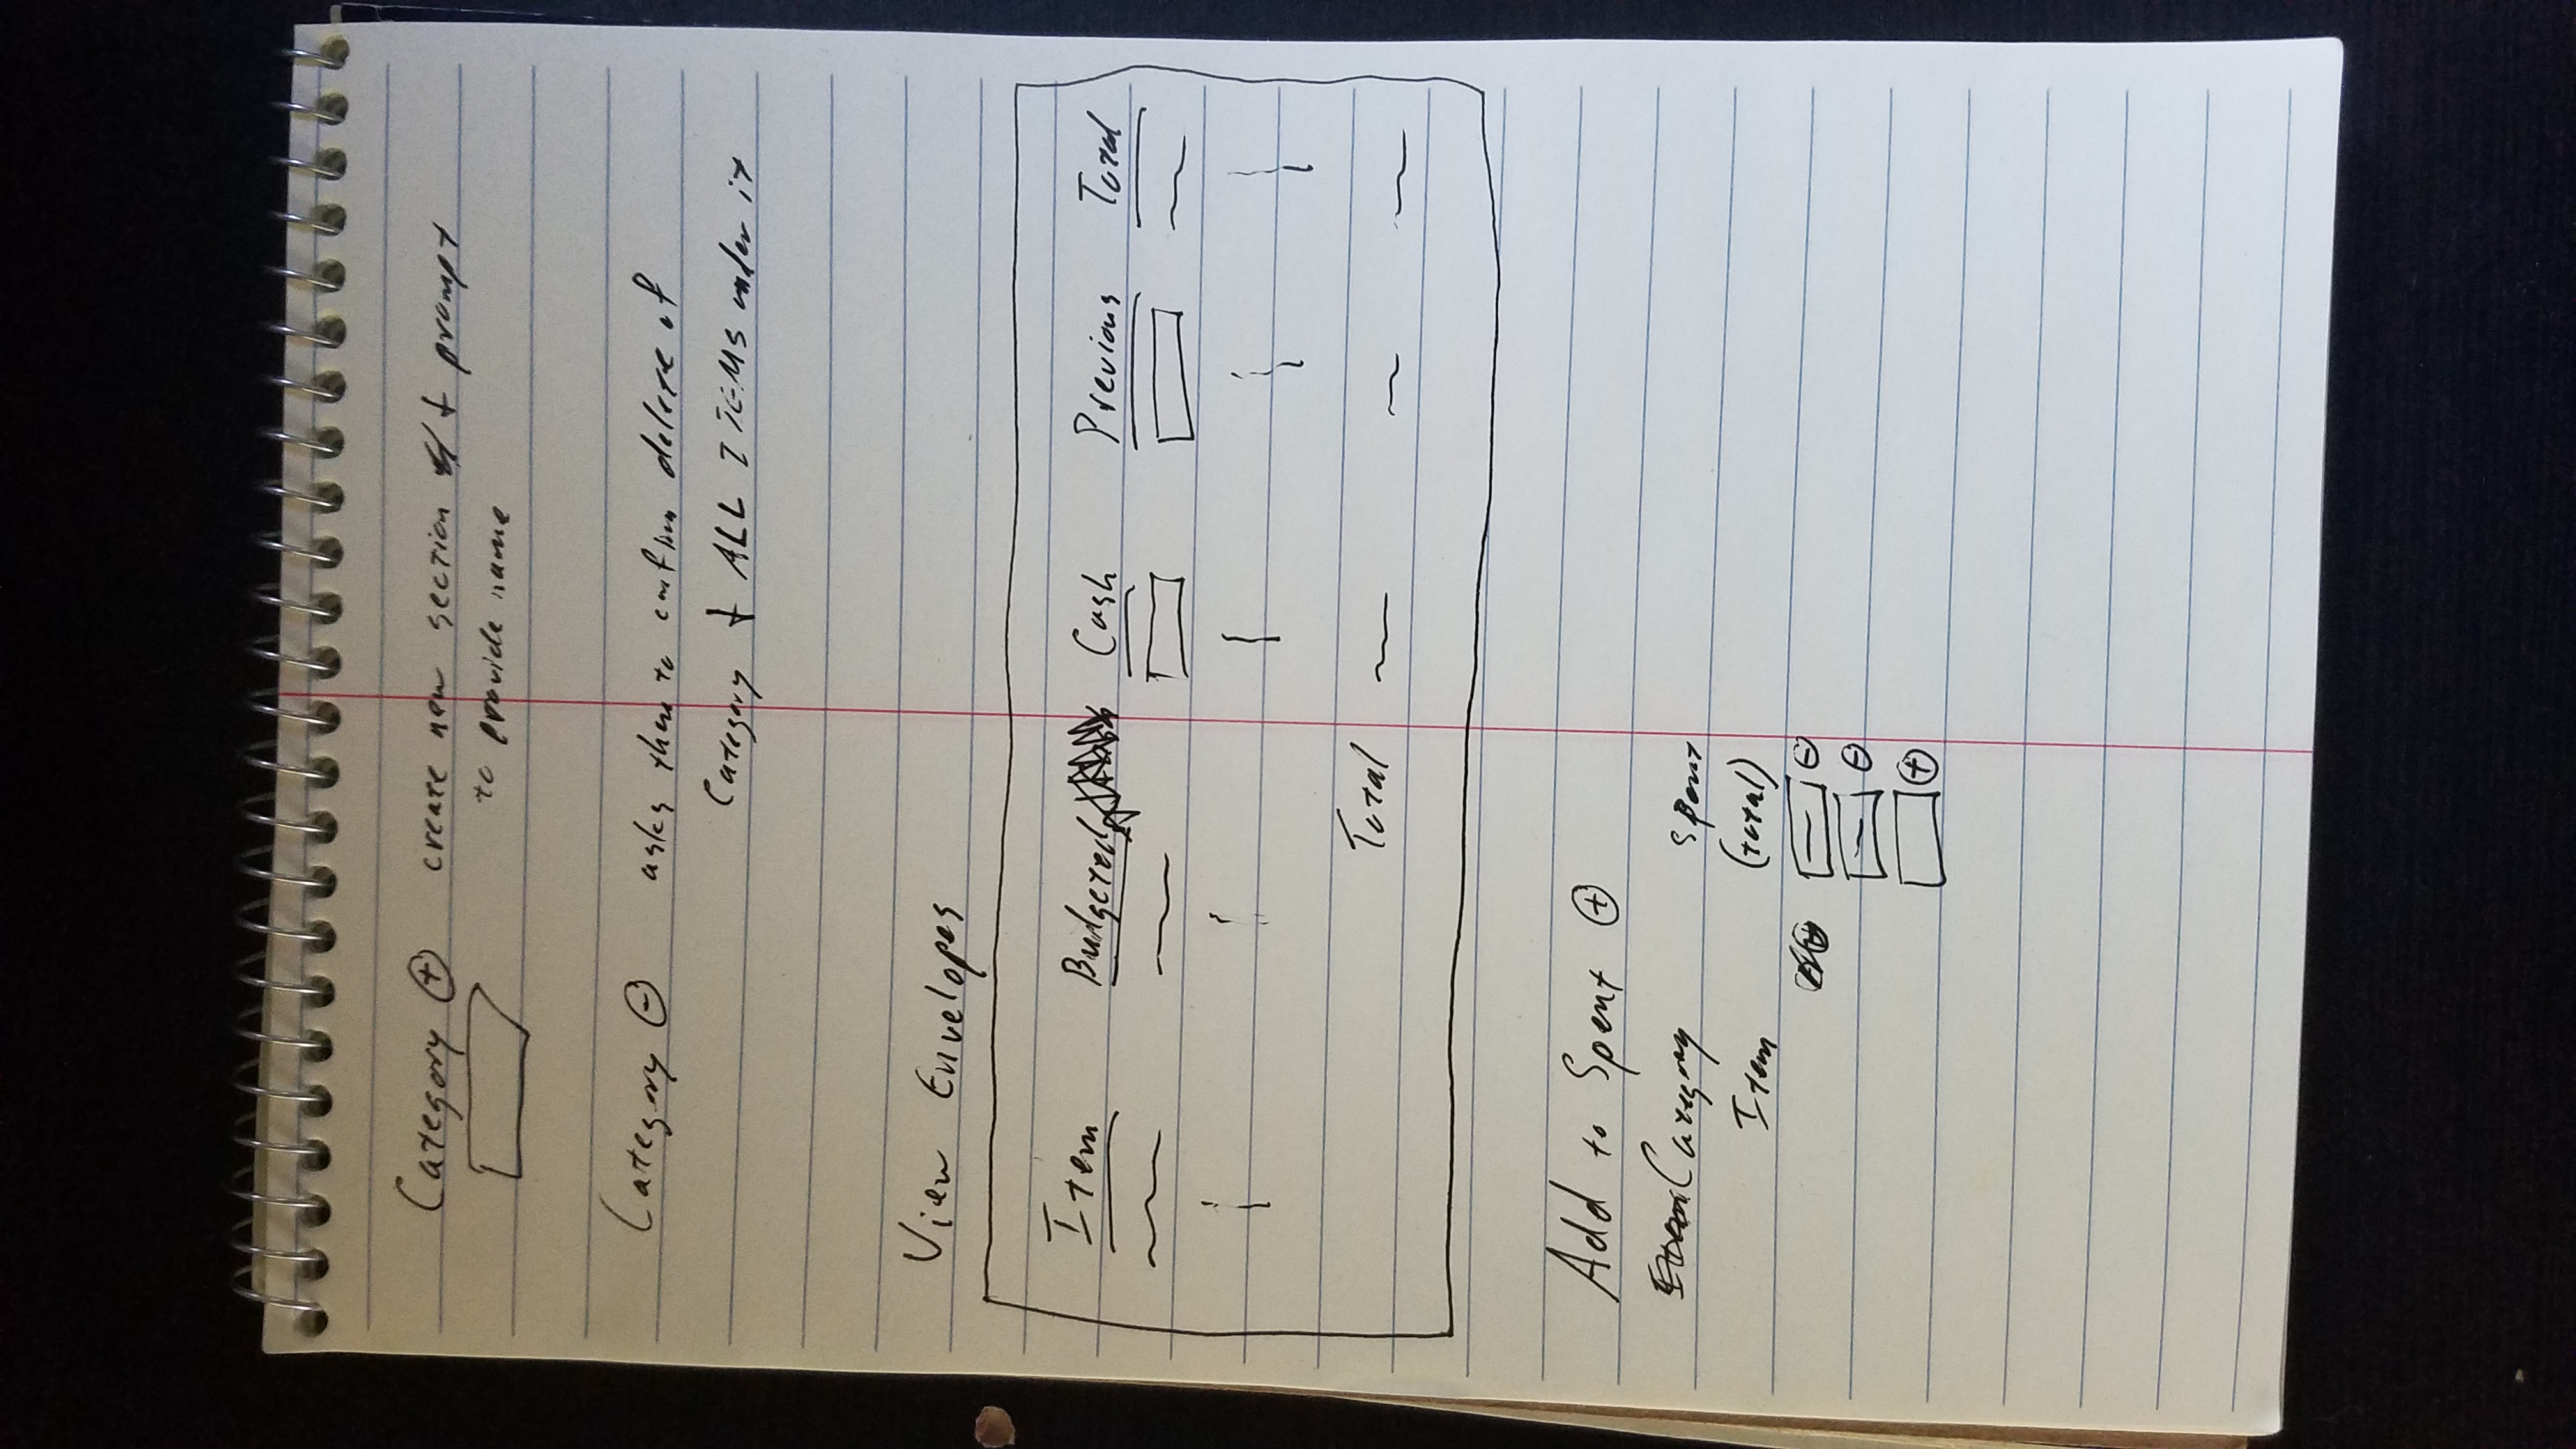 Category ⊕ create new section + prompt
to provide name
Category ⊖ asks them to confirm delete of
Category + ALL ITEMS under it
View Envelopes
Item Budgeted Cash Previous Total
Total
Add to Spent ⊕
Category Spent
Item (total)
⊖
⊖
⊕